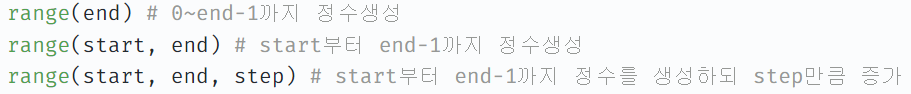 range(end) # 0~end-1까지 정수생성
range(start, end) # start부터 end-1까지 정수생성
range(start, end, step) # start부터 end-1까지 정수를 생성하되 step만큼 증가